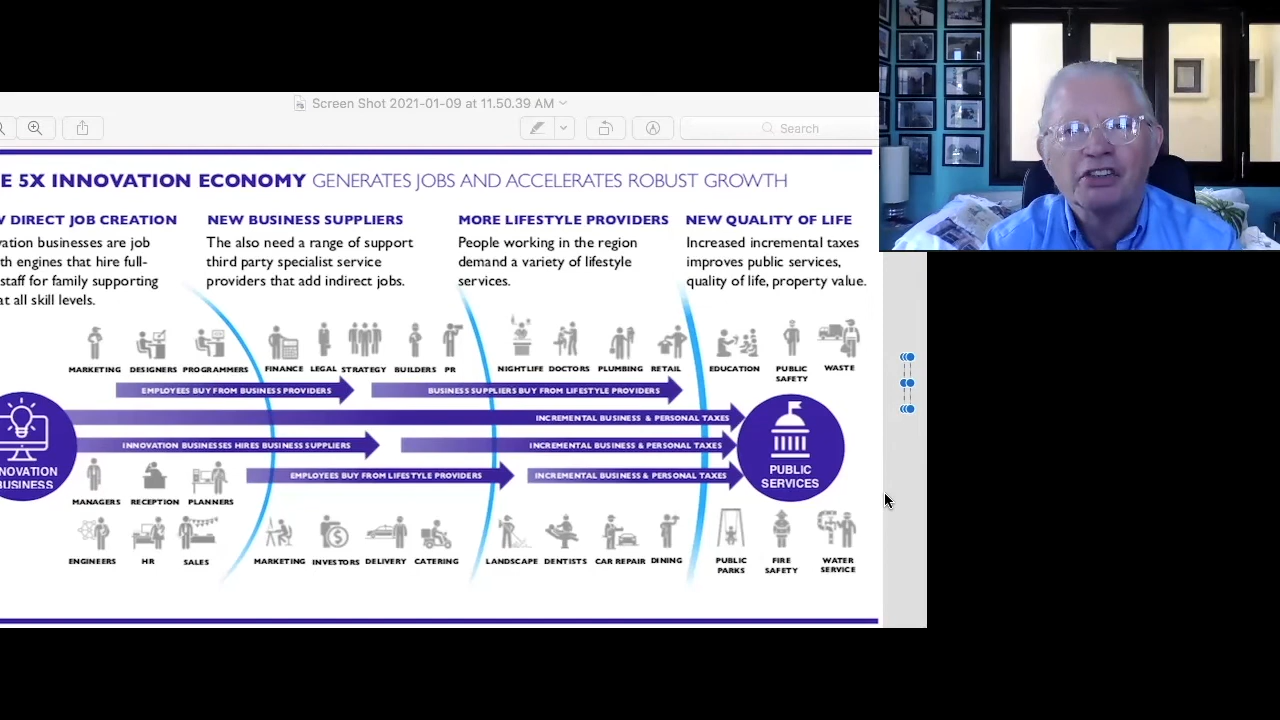 Screen Shot 2021-01-09 at 11.50.39 AM
Search
E 5X INNOVATION ECONOMY GENERATES JOBS AND ACCELERATES ROBUST GROWTH
W DIRECT JOB CREATION
vation businesses are job
th engines that hire full-
staff for family supporting
at all skill levels.
NEW BUSINESS SUPPLIERS
The also need a range of support
third party specialist service
providers that add indirect jobs.
MORE LIFESTYLE PROVIDERS
People working in the region
demand a variety of lifestyle
services.
NEW QUALITY OF LIFE
Increased incremental taxes
improves public services,
quality of life, property value.
MARKETING DESIGNERS PROGRAMMERS FINANCE LEGAL STRATEGY BUILDERS PR NIGHTLIFE DOCTORS PLUMBING RETAIL EDUCATION PUBLIC SAFETY WASTE
EMPLOYEES BUY FROM BUSINESS PROVIDERS
BUSINESS SUPPLIERS BUY FROM LIFESTYLE PROVIDERS
INCREMENTAL BUSINESS & PERSONAL TAXES
INNOVATION BUSINESSES HIRES BUSINESS SUPPLIERS
INCREMENTAL BUSINESS & PERSONAL TAXES
EMPLOYEES BUY FROM LIFESTYLE PROVIDERS
INCREMENTAL BUSINESS & PERSONAL TAXES
NOVATION
BUSINESS
PUBLIC
SERVICES
MANAGERS RECEPTION PLANNERS
ENGINEERS HR SALES MARKETING INVESTORS DELIVERY CATERING LANDSCAPE DENTISTS CAR REPAIR DINING PUBLIC PARKS FIRE SAFETY WATER SERVICE